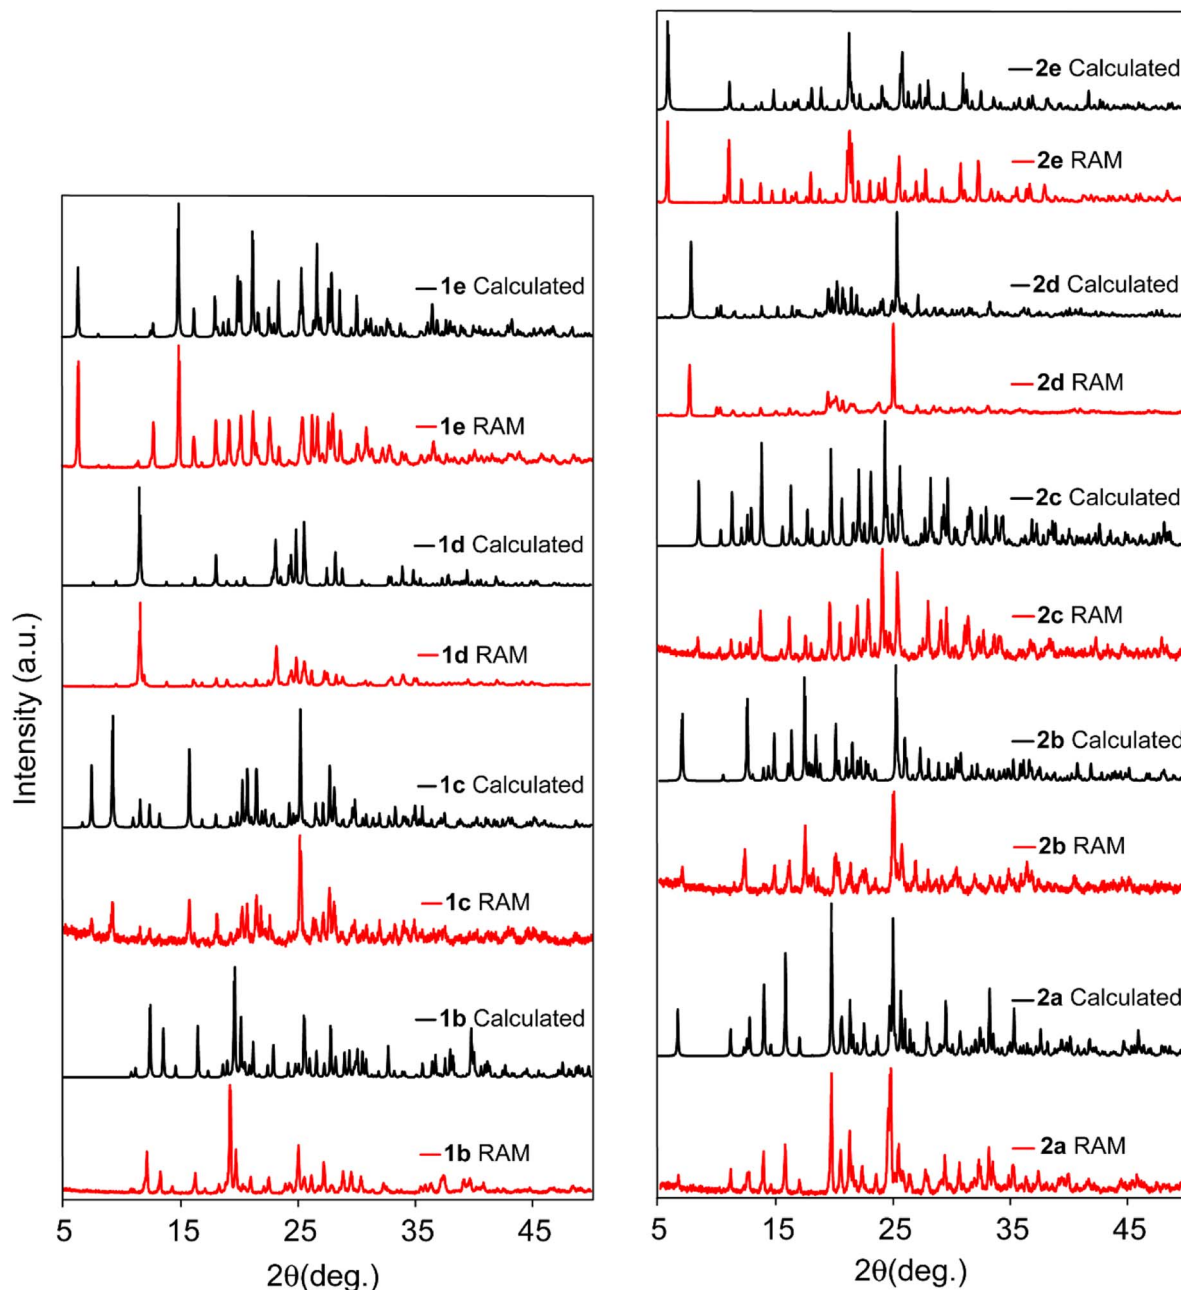 Intensity (a.u.)
1e Calculated
1e RAM
1d Calculated
1d RAM
1c Calculated
1c RAM
1b Calculated
1b RAM
5 15 25 35 45
2θ(deg.)
2e Calculated
2e RAM
2d Calculated
2d RAM
2c Calculated
2c RAM
2b Calculated
2b RAM
2a Calculated
2a RAM
5 15 25 35 45
2θ(deg.)